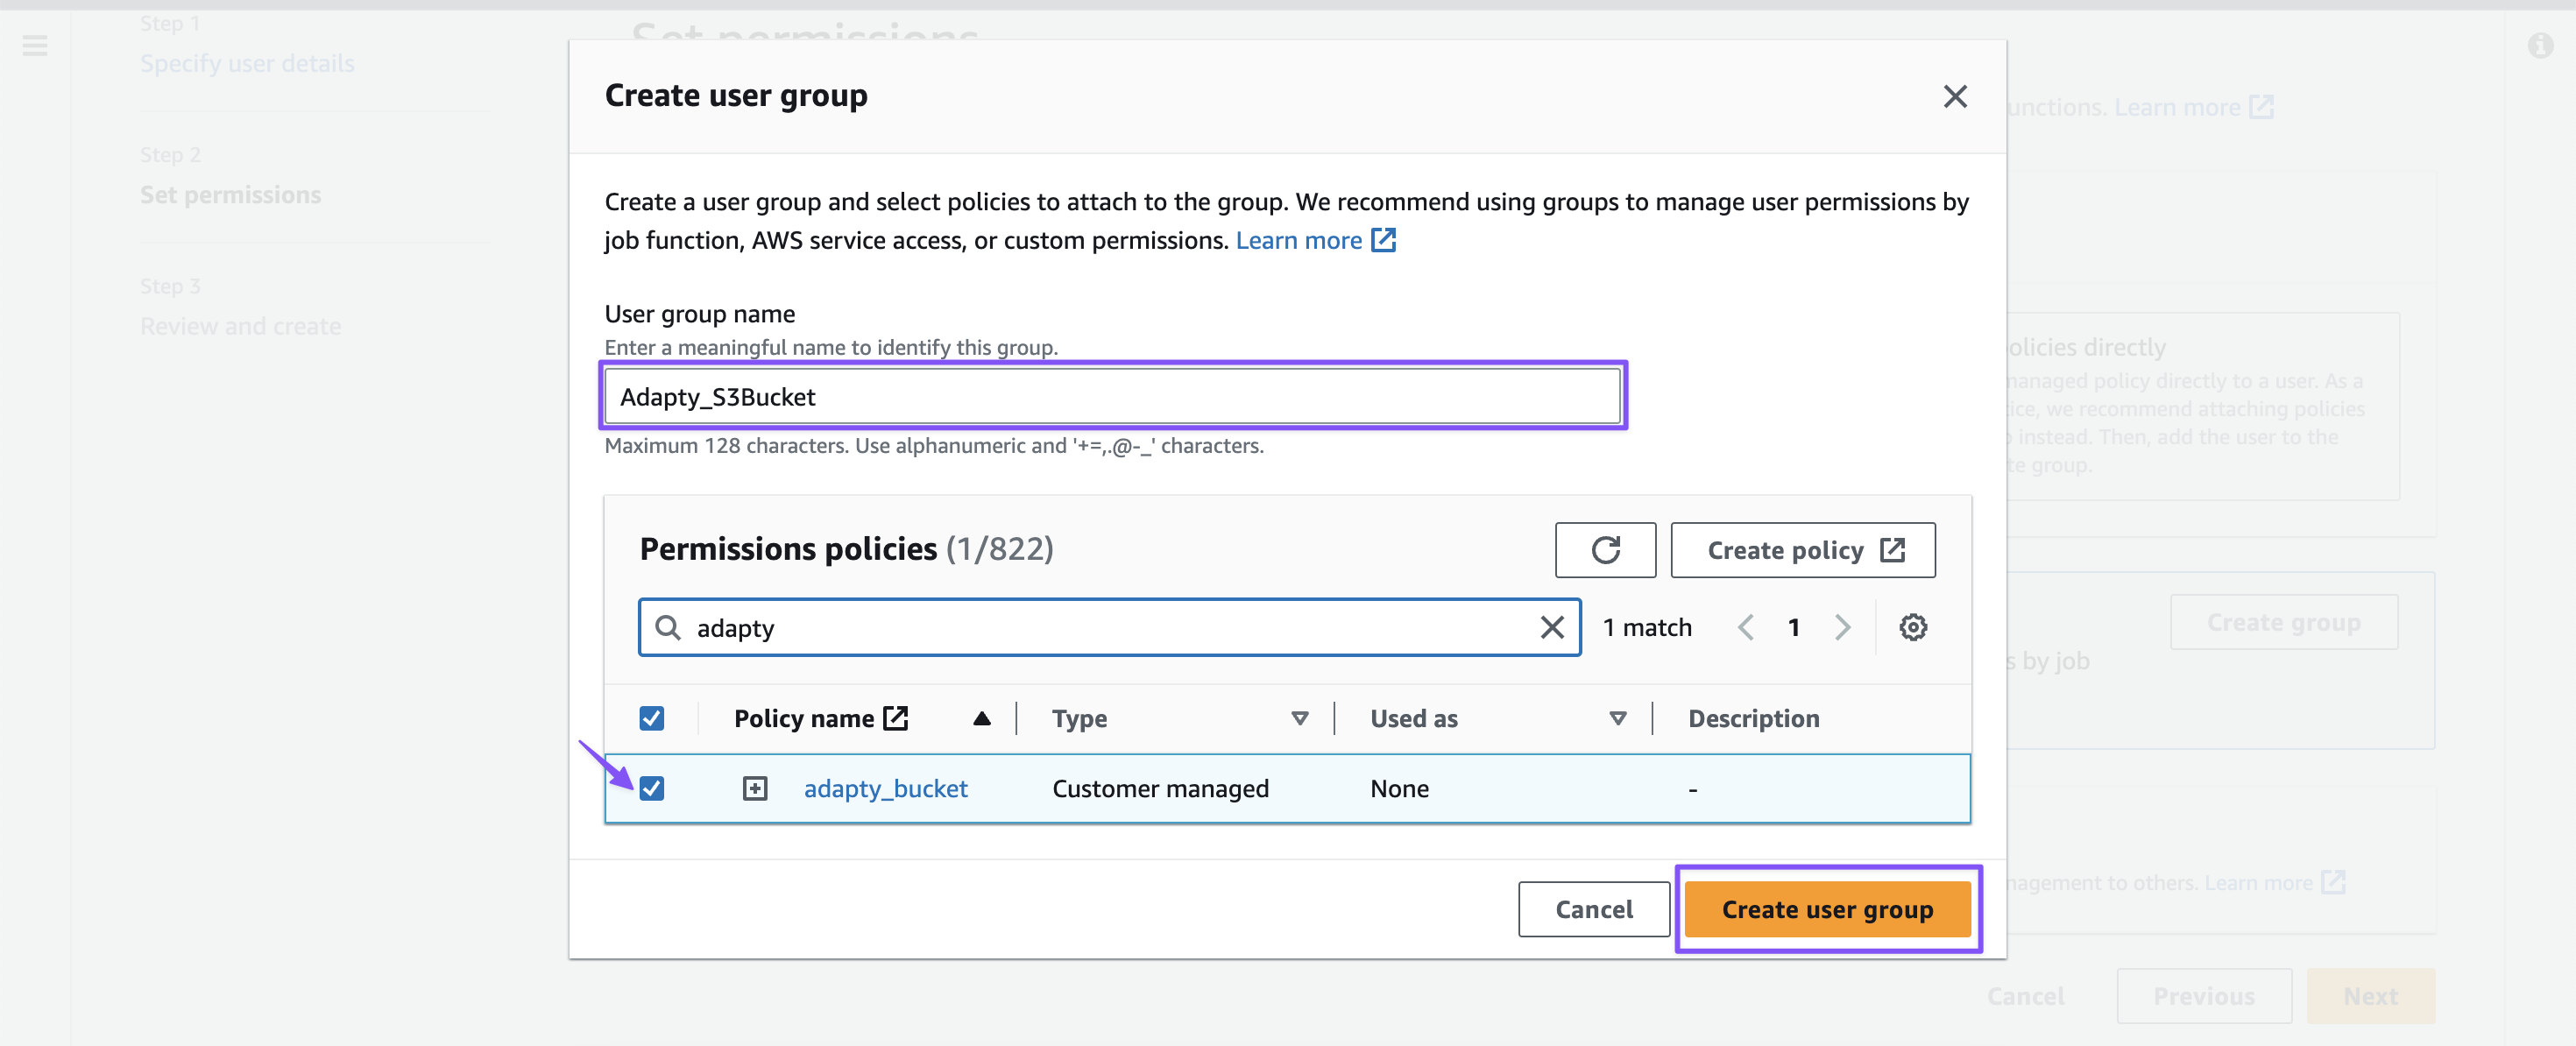 Step 1
Specify user details
Step 2
Set permissions
Step 3
Review and create
Set permissions
functions. Learn more
Create user group
Create a user group and select policies to attach to the group. We recommend using groups to manage user permissions by
job function, AWS service access, or custom permissions. Learn more
User group name
Enter a meaningful name to identify this group.
Adapty_S3Bucket
Maximum 128 characters. Use alphanumeric and '+=,.@-_' characters.
policies directly
managed policy directly to a user. As a
tice, we recommend attaching policies
instead. Then, add the user to the
te group.
Permissions policies (1/822)
Create policy
adapty
1 match
1
Create group
s by job
Policy name
Type
Used as
Description
adapty_bucket
Customer managed
None
-
nagement to others. Learn more
Cancel
Create user group
Cancel
Previous
Next